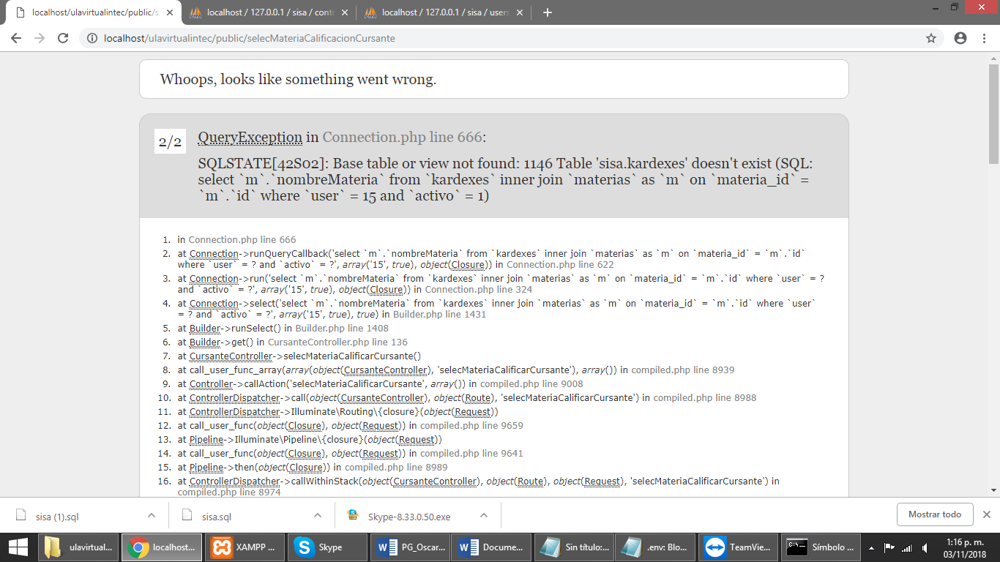 localhost/ulavirtualintec/public/s
localhost / 127.0.0.1 / sisa / contr
localhost / 127.0.0.1 / sisa / users
localhost/ulavirtualintec/public/selecMateriaCalificacionCursante
Whoops, looks like something went wrong.
2/2
QueryException in Connection.php line 666:
SQLSTATE[42S02]: Base table or view not found: 1146 Table 'sisa.kardexes' doesn't exist (SQL:
select `m`.`nombreMateria` from `kardexes` inner join `materias` as `m` on `materia_id` =
`m`.`id` where `user` = 15 and `activo` = 1)
1. in Connection.php line 666
2. at Connection->runQueryCallback('select `m`.`nombreMateria` from `kardexes` inner join `materias` as `m` on `materia_id` = `m`.`id`
where `user` = ? and `activo` = ?', array('15', true), object(Closure)) in Connection.php line 622
3. at Connection->run('select `m`.`nombreMateria` from `kardexes` inner join `materias` as `m` on `materia_id` = `m`.`id` where `user` = ?
and `activo` = ?', array('15', true), object(Closure)) in Connection.php line 324
4. at Connection->select('select `m`.`nombreMateria` from `kardexes` inner join `materias` as `m` on `materia_id` = `m`.`id` where `user`
= ? and `activo` = ?', array('15', true), true) in Builder.php line 1431
5. at Builder->runSelect() in Builder.php line 1408
6. at Builder->get() in CursanteController.php line 136
7. at CursanteController->selecMateriaCalificarCursante()
8. at call_user_func_array(array(object(CursanteController), 'selecMateriaCalificarCursante'), array()) in compiled.php line 8939
9. at Controller->callAction('selecMateriaCalificarCursante', array()) in compiled.php line 9008
10. at ControllerDispatcher->call(object(CursanteController), object(Route), 'selecMateriaCalificarCursante') in compiled.php line 8988
11. at ControllerDispatcher->Illuminate\Routing\{closure}(object(Request))
12. at call_user_func(object(Closure), object(Request)) in compiled.php line 9659
13. at Pipeline->Illuminate\Pipeline\{closure}(object(Request))
14. at call_user_func(object(Closure), object(Request)) in compiled.php line 9641
15. at Pipeline->then(object(Closure)) in compiled.php line 8989
16. at ControllerDispatcher->callWithinStack(object(CursanteController), object(Route), object(Request), 'selecMateriaCalificarCursante') in
compiled.php line 8974
sisa (1).sql
sisa.sql
Skype-8.33.0.50.exe
Mostrar todo
ulavirtual...
localhost...
XAMPP ...
Skype
PG_Oscar...
Docume...
Sin título:...
.env: Blo...
TeamVie...
Símbolo ...
1:16 p. m.
03/11/2018